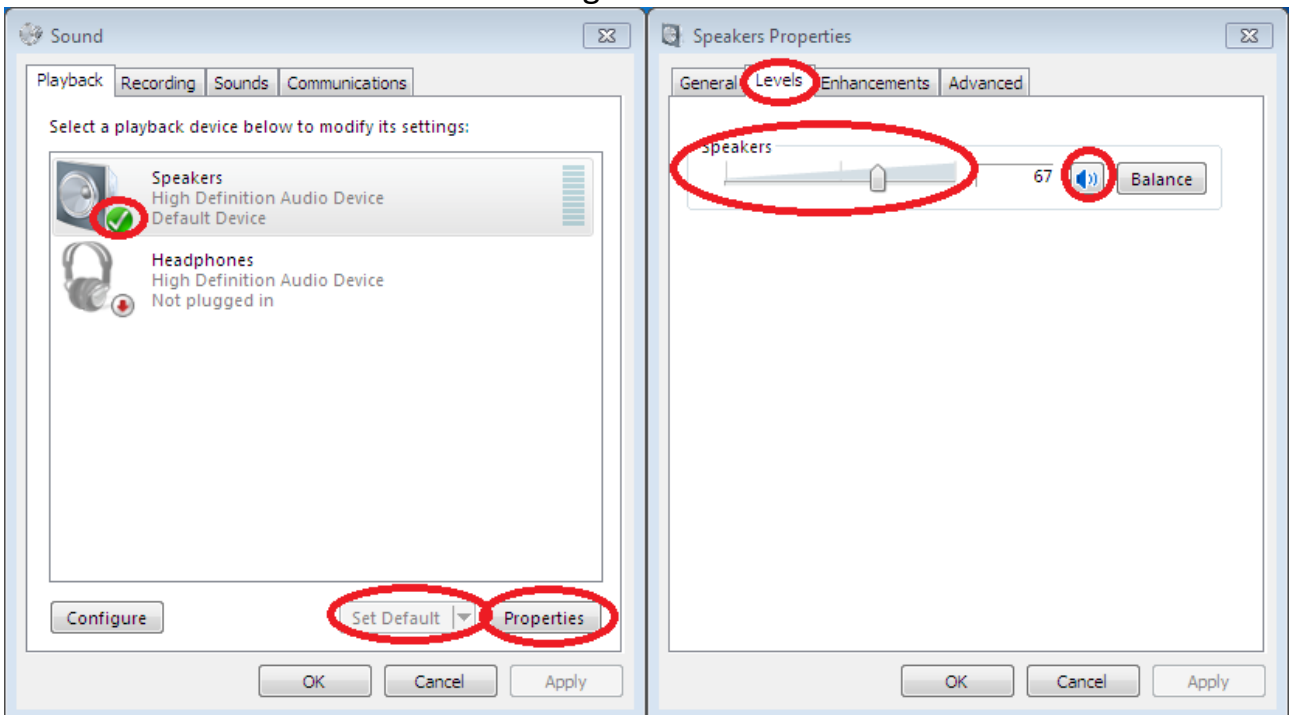 Sound
Playback Recording Sounds Communications
Select a playback device below to modify its settings:
Speakers
High Definition Audio Device
Default Device
Headphones
High Definition Audio Device
Not plugged in
Configure Set Default Properties
OK Cancel Apply
Speakers Properties
General Levels Enhancements Advanced
Speakers
67 Balance
OK Cancel Apply